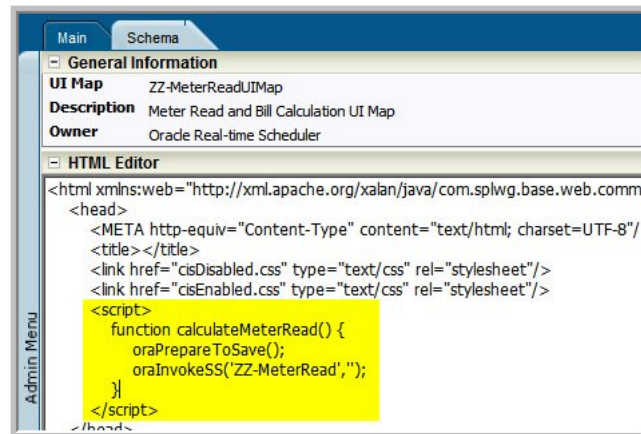 Main Schema
General Information
UI Map ZZ-MeterReadUIMap
Description Meter Read and Bill Calculation UI Map
Owner Oracle Real-time Scheduler
HTML Editor
<html xmlns:web="http://xml.apache.org/xalan/java/com.splwg.base.web.comm
<head>
<META http-equiv="Content-Type" content="text/html; charset=UTF-8"/
<title></title>
<link href="cisDisabled.css" type="text/css" rel="stylesheet"/>
<link href="cisEnabled.css" type="text/css" rel="stylesheet"/>
<script>
function calculateMeterRead() {
oraPrepareToSave();
oraInvokeSS('ZZ-MeterRead','');
}
</script>
</head>
Admin Menu